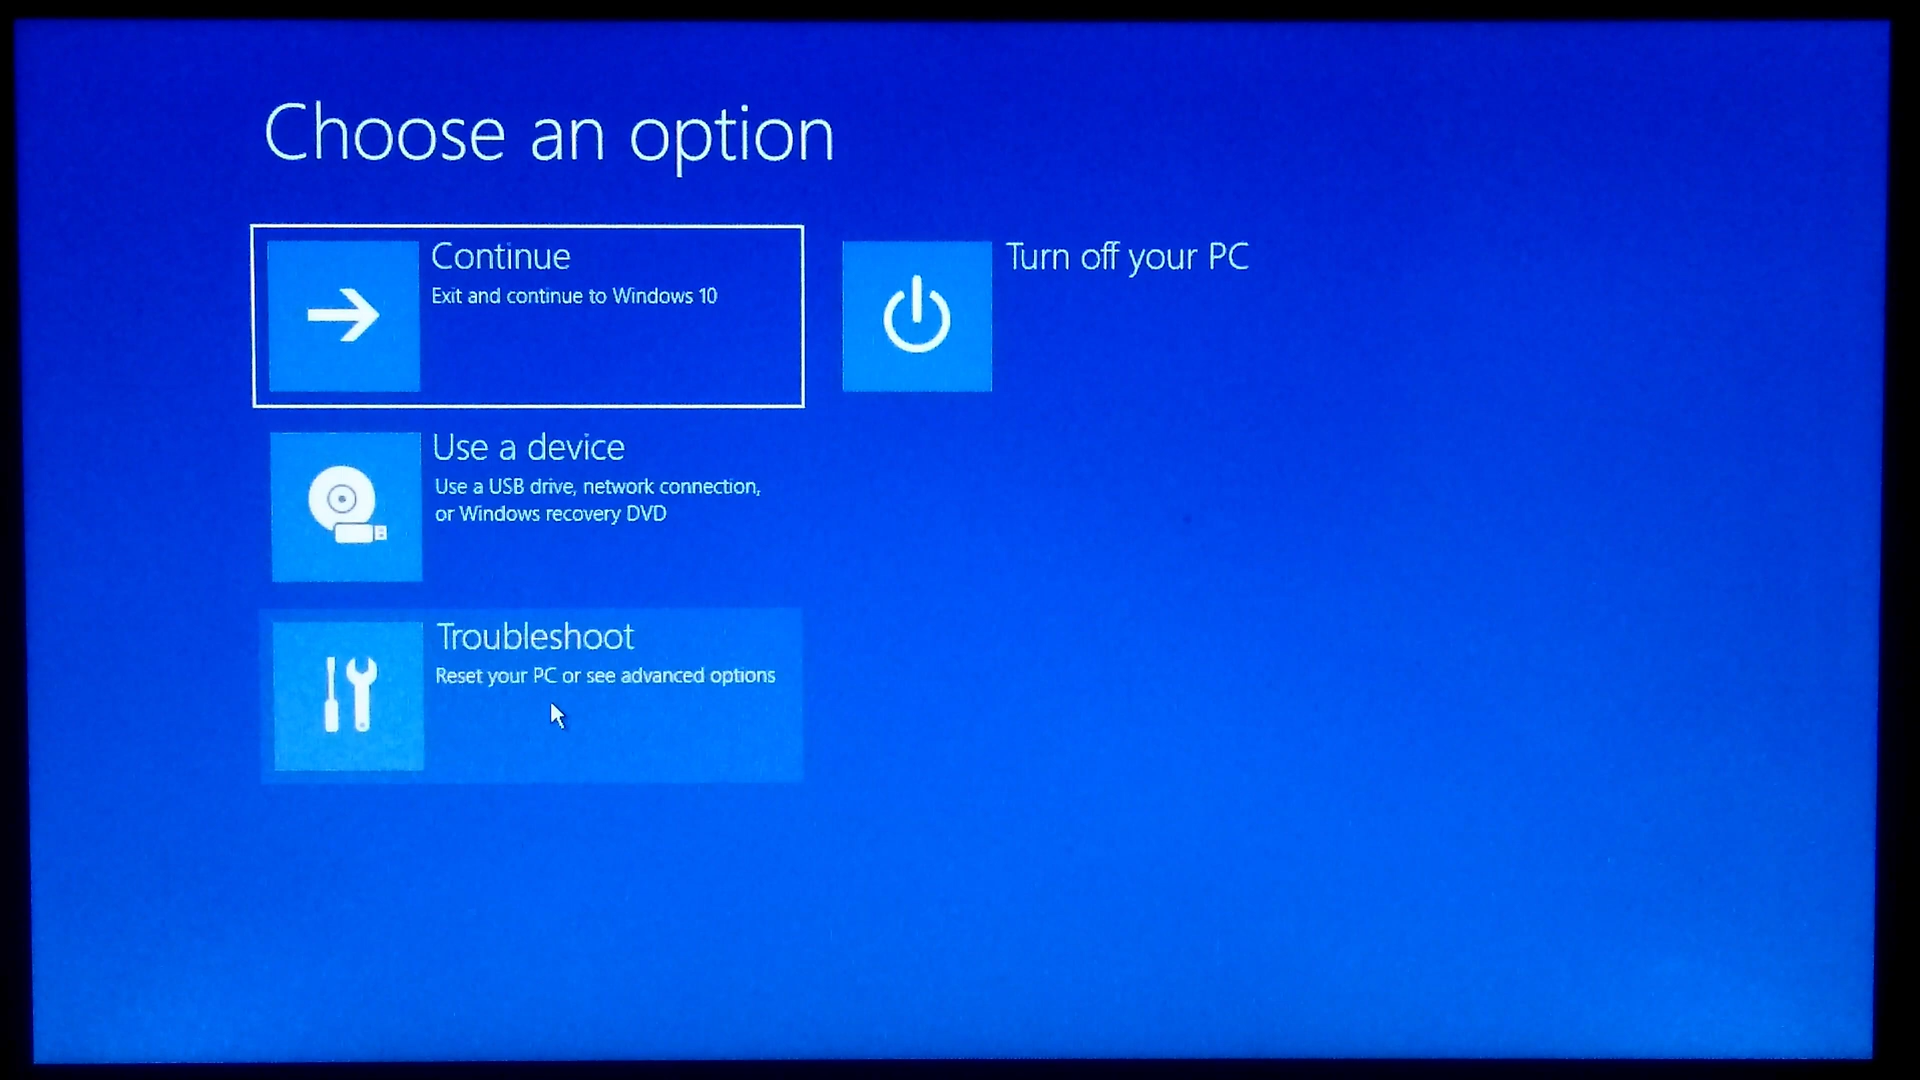 Choose an option
Continue
Exit and continue to Windows 10
Turn off your PC
Use a device
Use a USB drive, network connection,
or Windows recovery DVD
Troubleshoot
Reset your PC or see advanced options